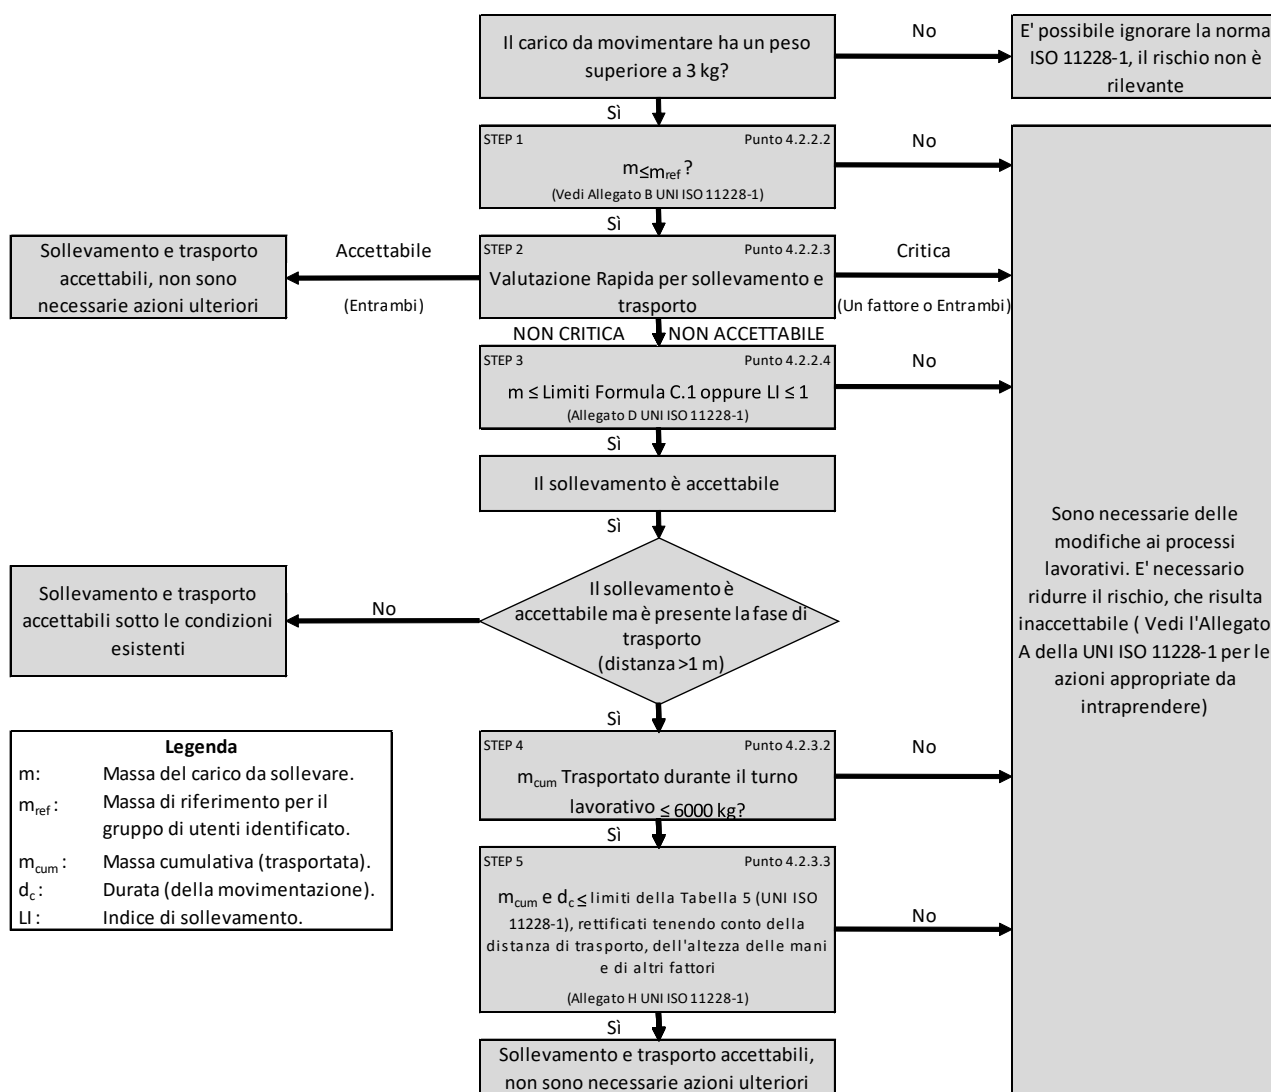 Il carico da movimentare ha un peso
superiore a 3 kg?
No
E' possibile ignorare la norma
ISO 11228-1, il rischio non è
rilevante
Sì
STEP 1 Punto 4.2.2.2
m≤mref ?
(Vedi Allegato B UNI ISO 11228-1)
No
Sì
Sollevamento e trasporto
accettabili, non sono
necessarie azioni ulteriori
Accettabile
(Entrambi)
STEP 2 Punto 4.2.2.3
Valutazione Rapida per sollevamento e
trasporto
Critica
(Un fattore o Entrambi)
NON CRITICA NON ACCETTABILE
STEP 3 Punto 4.2.2.4
m ≤ Limiti Formula C.1 oppure LI ≤ 1
(Allegato D UNI ISO 11228-1)
No
Sì
Il sollevamento è accettabile
Sì
Sono necessarie delle
modifiche ai processi
lavorativi. E' necessario
ridurre il rischio, che risulta
inaccettabile ( Vedi l'Allegato
A della UNI ISO 11228-1 per le
azioni appropriate da
intraprendere)
Il sollevamento è
accettabile ma è presente la fase di
trasporto
(distanza >1 m)
No
Sollevamento e trasporto
accettabili sotto le condizioni
esistenti
Sì
STEP 4 Punto 4.2.3.2
mcum Trasportato durante il turno
lavorativo ≤ 6000 kg?
No
Sì
STEP 5 Punto 4.2.3.3
mcum e dc ≤ limiti della Tabella 5 (UNI ISO
11228-1), rettificati tenendo conto della
distanza di trasporto, dell'altezza delle mani
e di altri fattori
(Allegato H UNI ISO 11228-1)
No
Sì
Sollevamento e trasporto accettabili,
non sono necessarie azioni ulteriori
Legenda
m: Massa del carico da sollevare.
mref : Massa di riferimento per il
gruppo di utenti identificato.
mcum : Massa cumulativa (trasportata).
dc : Durata (della movimentazione).
LI : Indice di sollevamento.